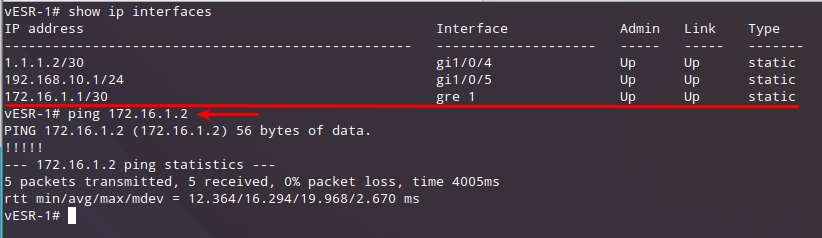 vESR-1# show ip interfaces
IP address                                            Interface              Admin   Link    Type
---------------------------------------------------   --------------------   -----   -----   -------
1.1.1.2/30                                            gi1/0/4                Up      Up      static
192.168.10.1/24                                       gi1/0/5                Up      Up      static
172.16.1.1/30                                         gre 1                  Up      Up      static
vESR-1# ping 172.16.1.2
PING 172.16.1.2 (172.16.1.2) 56 bytes of data.
!!!!!
--- 172.16.1.2 ping statistics ---
5 packets transmitted, 5 received, 0% packet loss, time 4005ms
rtt min/avg/max/mdev = 12.364/16.294/19.968/2.670 ms
vESR-1#